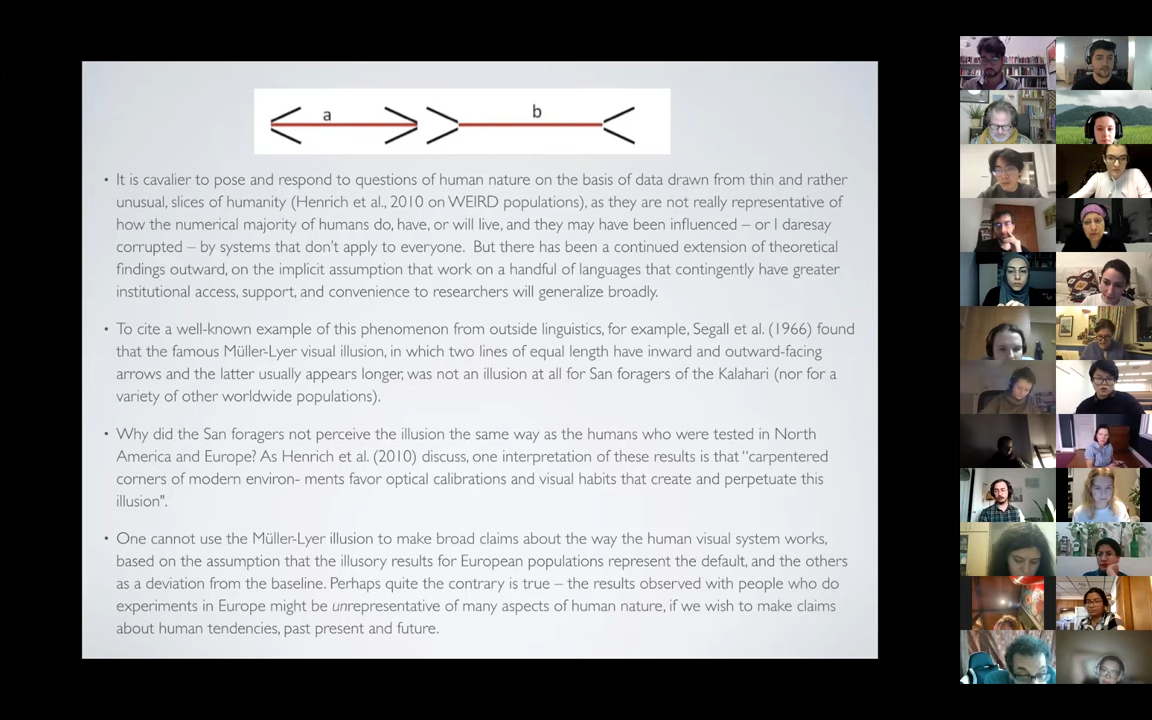 a
b
• It is cavalier to pose and respond to questions of human nature on the basis of data drawn from thin and rather
unusual, slices of humanity (Henrich et al., 2010 on WEIRD populations), as they are not really representative of
how the numerical majority of humans do, have, or will live, and they may have been influenced – or I daresay
corrupted – by systems that don't apply to everyone. But there has been a continued extension of theoretical
findings outward, on the implicit assumption that work on a handful of languages that contingently have greater
institutional access, support, and convenience to researchers will generalize broadly.
• To cite a well-known example of this phenomenon from outside linguistics, for example, Segall et al. (1966) found
that the famous Müller-Lyer visual illusion, in which two lines of equal length have inward and outward-facing
arrows and the latter usually appears longer, was not an illusion at all for San foragers of the Kalahari (nor for a
variety of other worldwide populations).
• Why did the San foragers not perceive the illusion the same way as the humans who were tested in North
America and Europe? As Henrich et al. (2010) discuss, one interpretation of these results is that "carpentered
corners of modern environ- ments favor optical calibrations and visual habits that create and perpetuate this
illusion".
• One cannot use the Müller-Lyer illusion to make broad claims about the way the human visual system works,
based on the assumption that the illusory results for European populations represent the default, and the others
as a deviation from the baseline. Perhaps quite the contrary is true – the results observed with people who do
experiments in Europe might be unrepresentative of many aspects of human nature, if we wish to make claims
about human tendencies, past present and future.